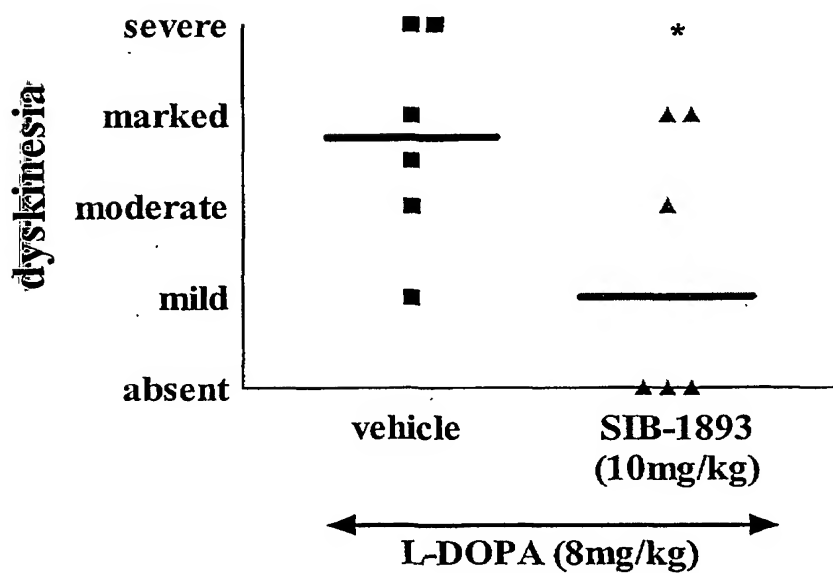 severe
*
marked
moderate
mild
absent
dyskinesia
vehicle
SIB-1893
(10mg/kg)
L-DOPA (8mg/kg)